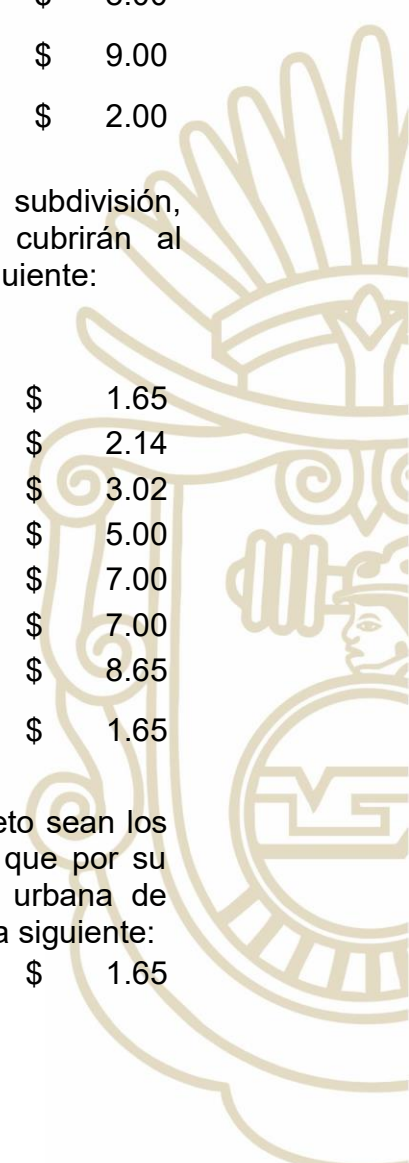 $ 9.00
$ 2.00
subdivisión,
cubrirán al
uiente:
$ 1.65
$ 2.14
$ 3.02
$ 5.00
$ 7.00
$ 7.00
$ 8.65
$ 1.65
eto sean los
que por su
urbana de
a siguiente:
$ 1.65